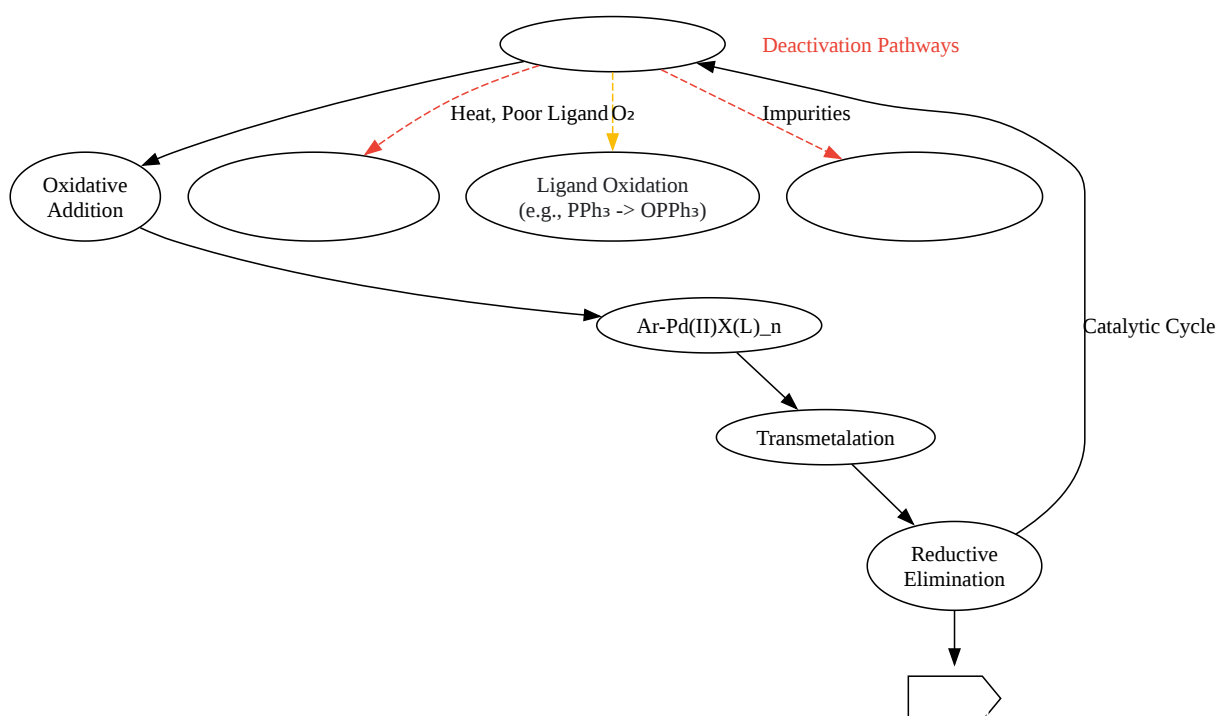 Deactivation Pathways
Heat, Poor Ligand
O₂
Impurities
Oxidative
Addition
Ligand Oxidation
(e.g., PPh₃ -> OPPh₃)
Ar-Pd(II)X(L)_n
Catalytic Cycle
Transmetalation
Reductive
Elimination